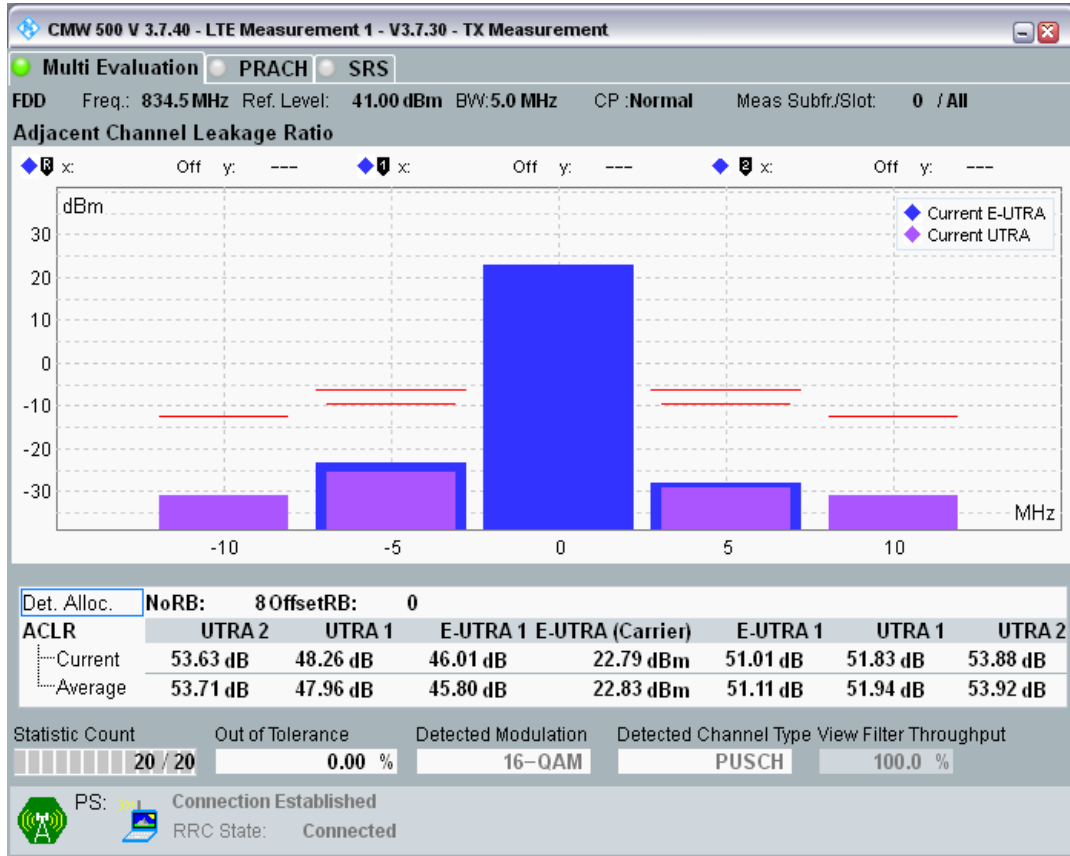 CMW 500 V 3.7.40 - LTE Measurement 1 - V3.7.30 - TX Measurement
Multi Evaluation PRACH SRS
FDD Freq.: 834.5 MHz Ref. Level: 41.00 dBm BW:5.0 MHz CP :Normal Meas Subfr./Slot: 0 / All
Adjacent Channel Leakage Ratio
R x: Off y: --- 1 x: Off y: --- 2 x: Off y: ---
dBm
Current E-UTRA
Current UTRA
30
20
10
0
-10
-20
-30
MHz
-10 -5 0 5 10
Det. Alloc. NoRB: 8 OffsetRB: 0
ACLR UTRA 2 UTRA 1 E-UTRA 1 E-UTRA (Carrier) E-UTRA 1 UTRA 1 UTRA 2
Current 53.63 dB 48.26 dB 46.01 dB 22.79 dBm 51.01 dB 51.83 dB 53.88 dB
Average 53.71 dB 47.96 dB 45.80 dB 22.83 dBm 51.11 dB 51.94 dB 53.92 dB
Statistic Count Out of Tolerance Detected Modulation Detected Channel Type View Filter Throughput
20 / 20 0.00 % 16-QAM PUSCH 100.0 %
PS: Connection Established
RRC State: Connected